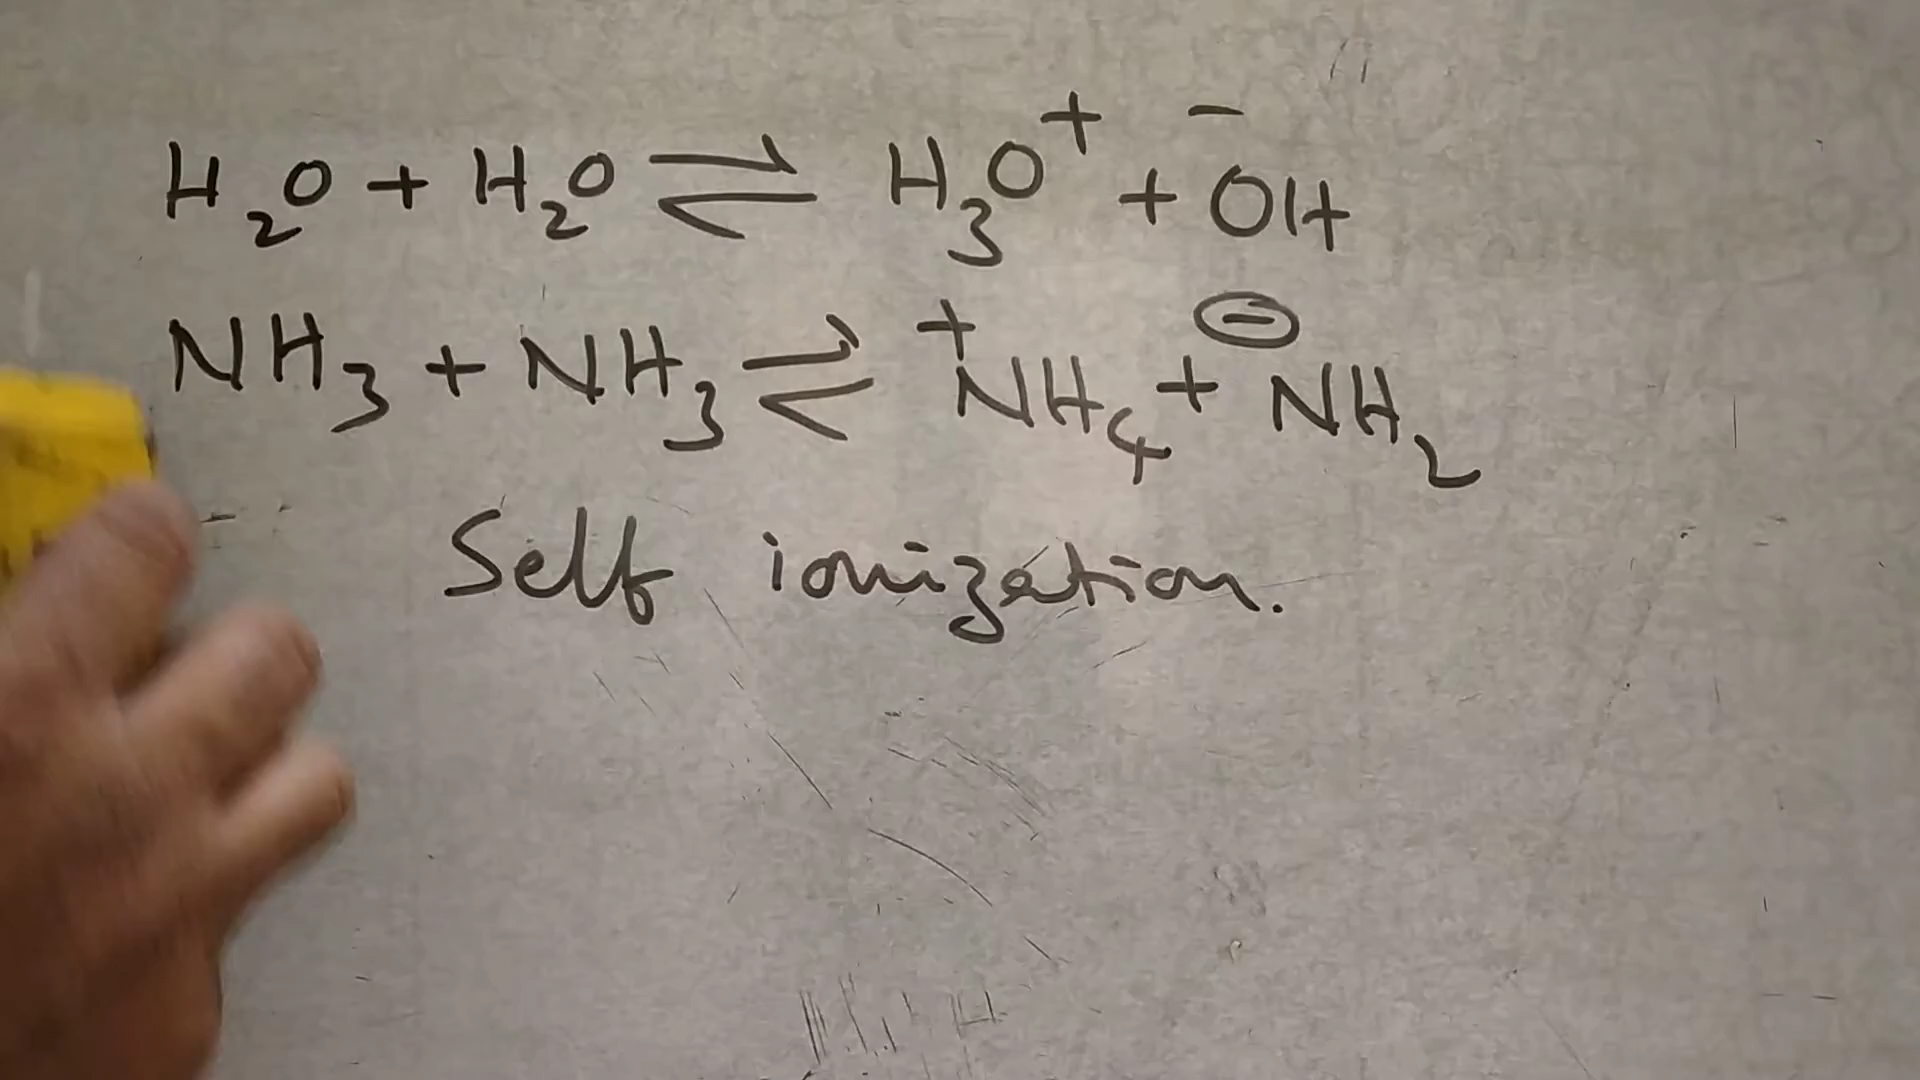 H₂O + H₂O ⇌ H₃O⁺ + ⁻OH
NH₃ + NH₃ ⇌ ⁺NH₄ + ⊖NH₂
Self ionization.